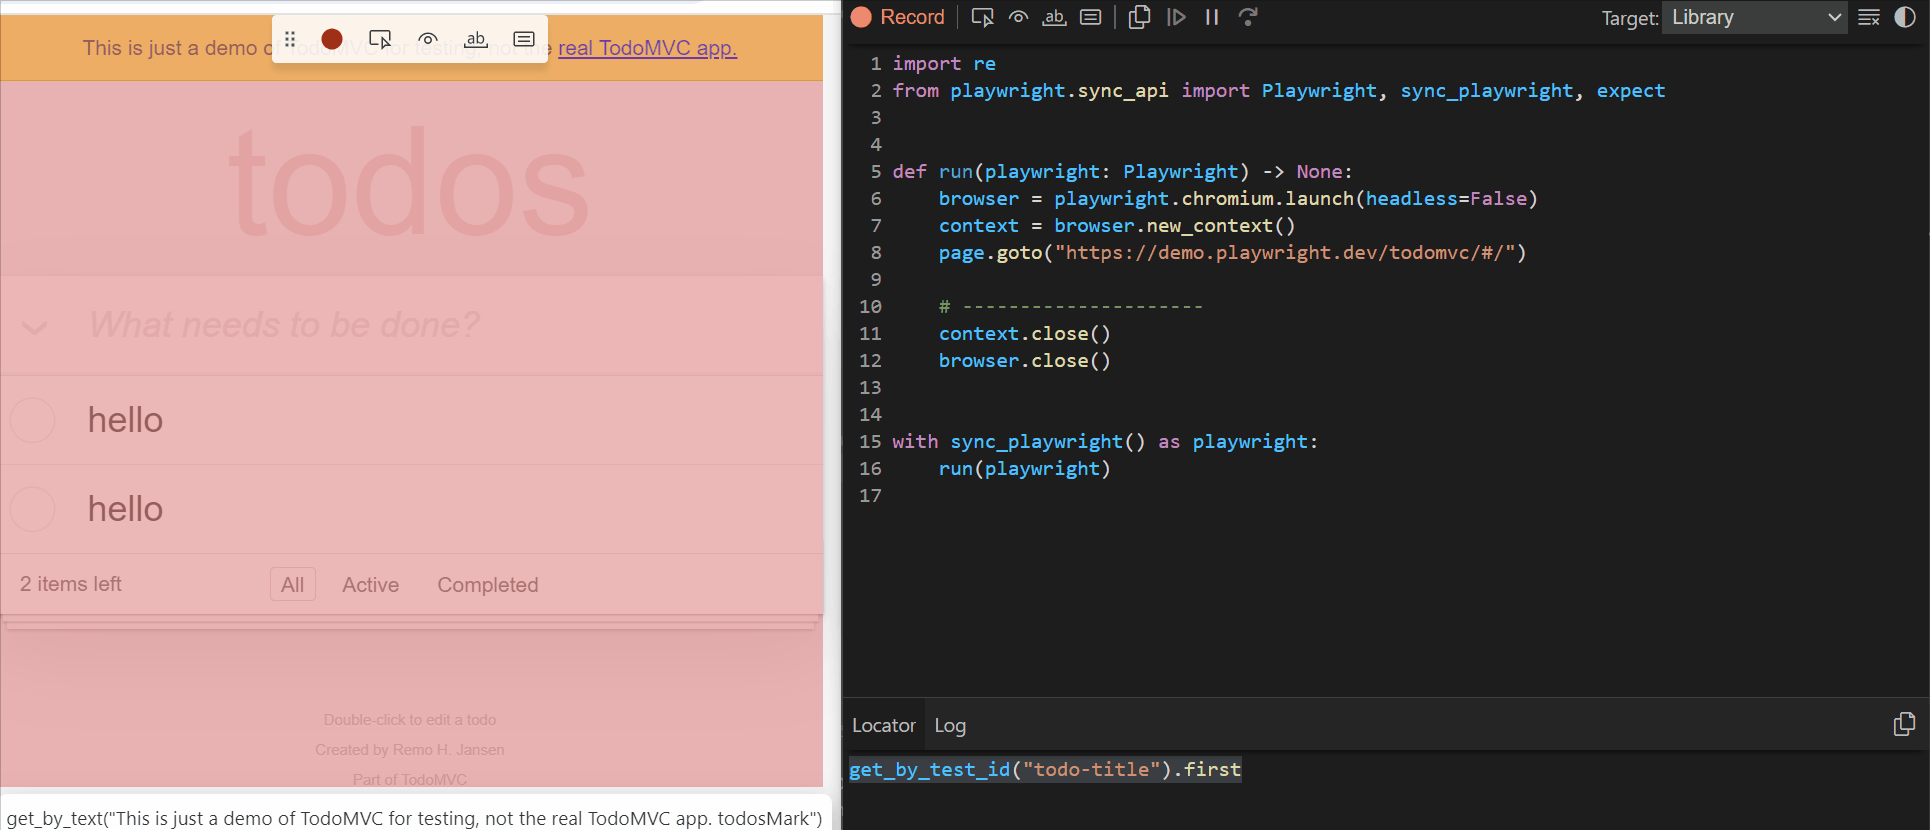 This is just a demo of TodoMVC for testing, not the real TodoMVC app.
todos
What needs to be done?
hello
hello
2 items left All Active Completed
Double-click to edit a todo
Created by Remo H. Jansen
Part of TodoMVC
get_by_text("This is just a demo of TodoMVC for testing, not the real TodoMVC app. todosMark")
Record Target: Library
1 import re
2 from playwright.sync_api import Playwright, sync_playwright, expect
3
4
5 def run(playwright: Playwright) -> None:
6     browser = playwright.chromium.launch(headless=False)
7     context = browser.new_context()
8     page.goto("https://demo.playwright.dev/todomvc/#/")
9
10     # ---------------------
11     context.close()
12     browser.close()
13
14
15 with sync_playwright() as playwright:
16     run(playwright)
17
Locator Log
get_by_test_id("todo-title").first